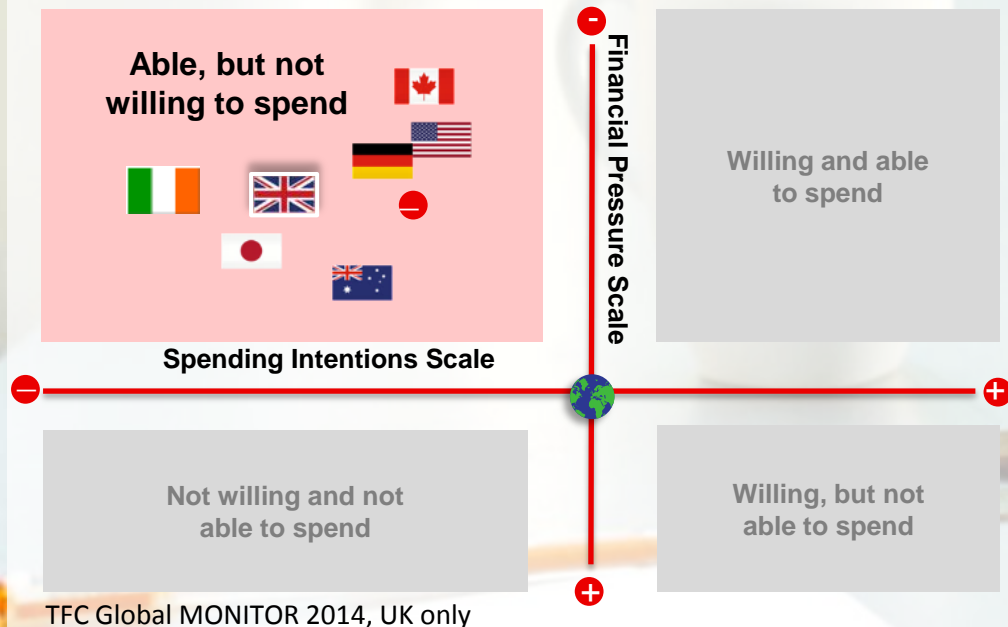 Able, but not
willing to spend
-
Financial Pressure Scale
Willing and able
to spend
Spending Intentions Scale
–
+
Not willing and not
able to spend
Willing, but not
able to spend
+
TFC Global MONITOR 2014, UK only